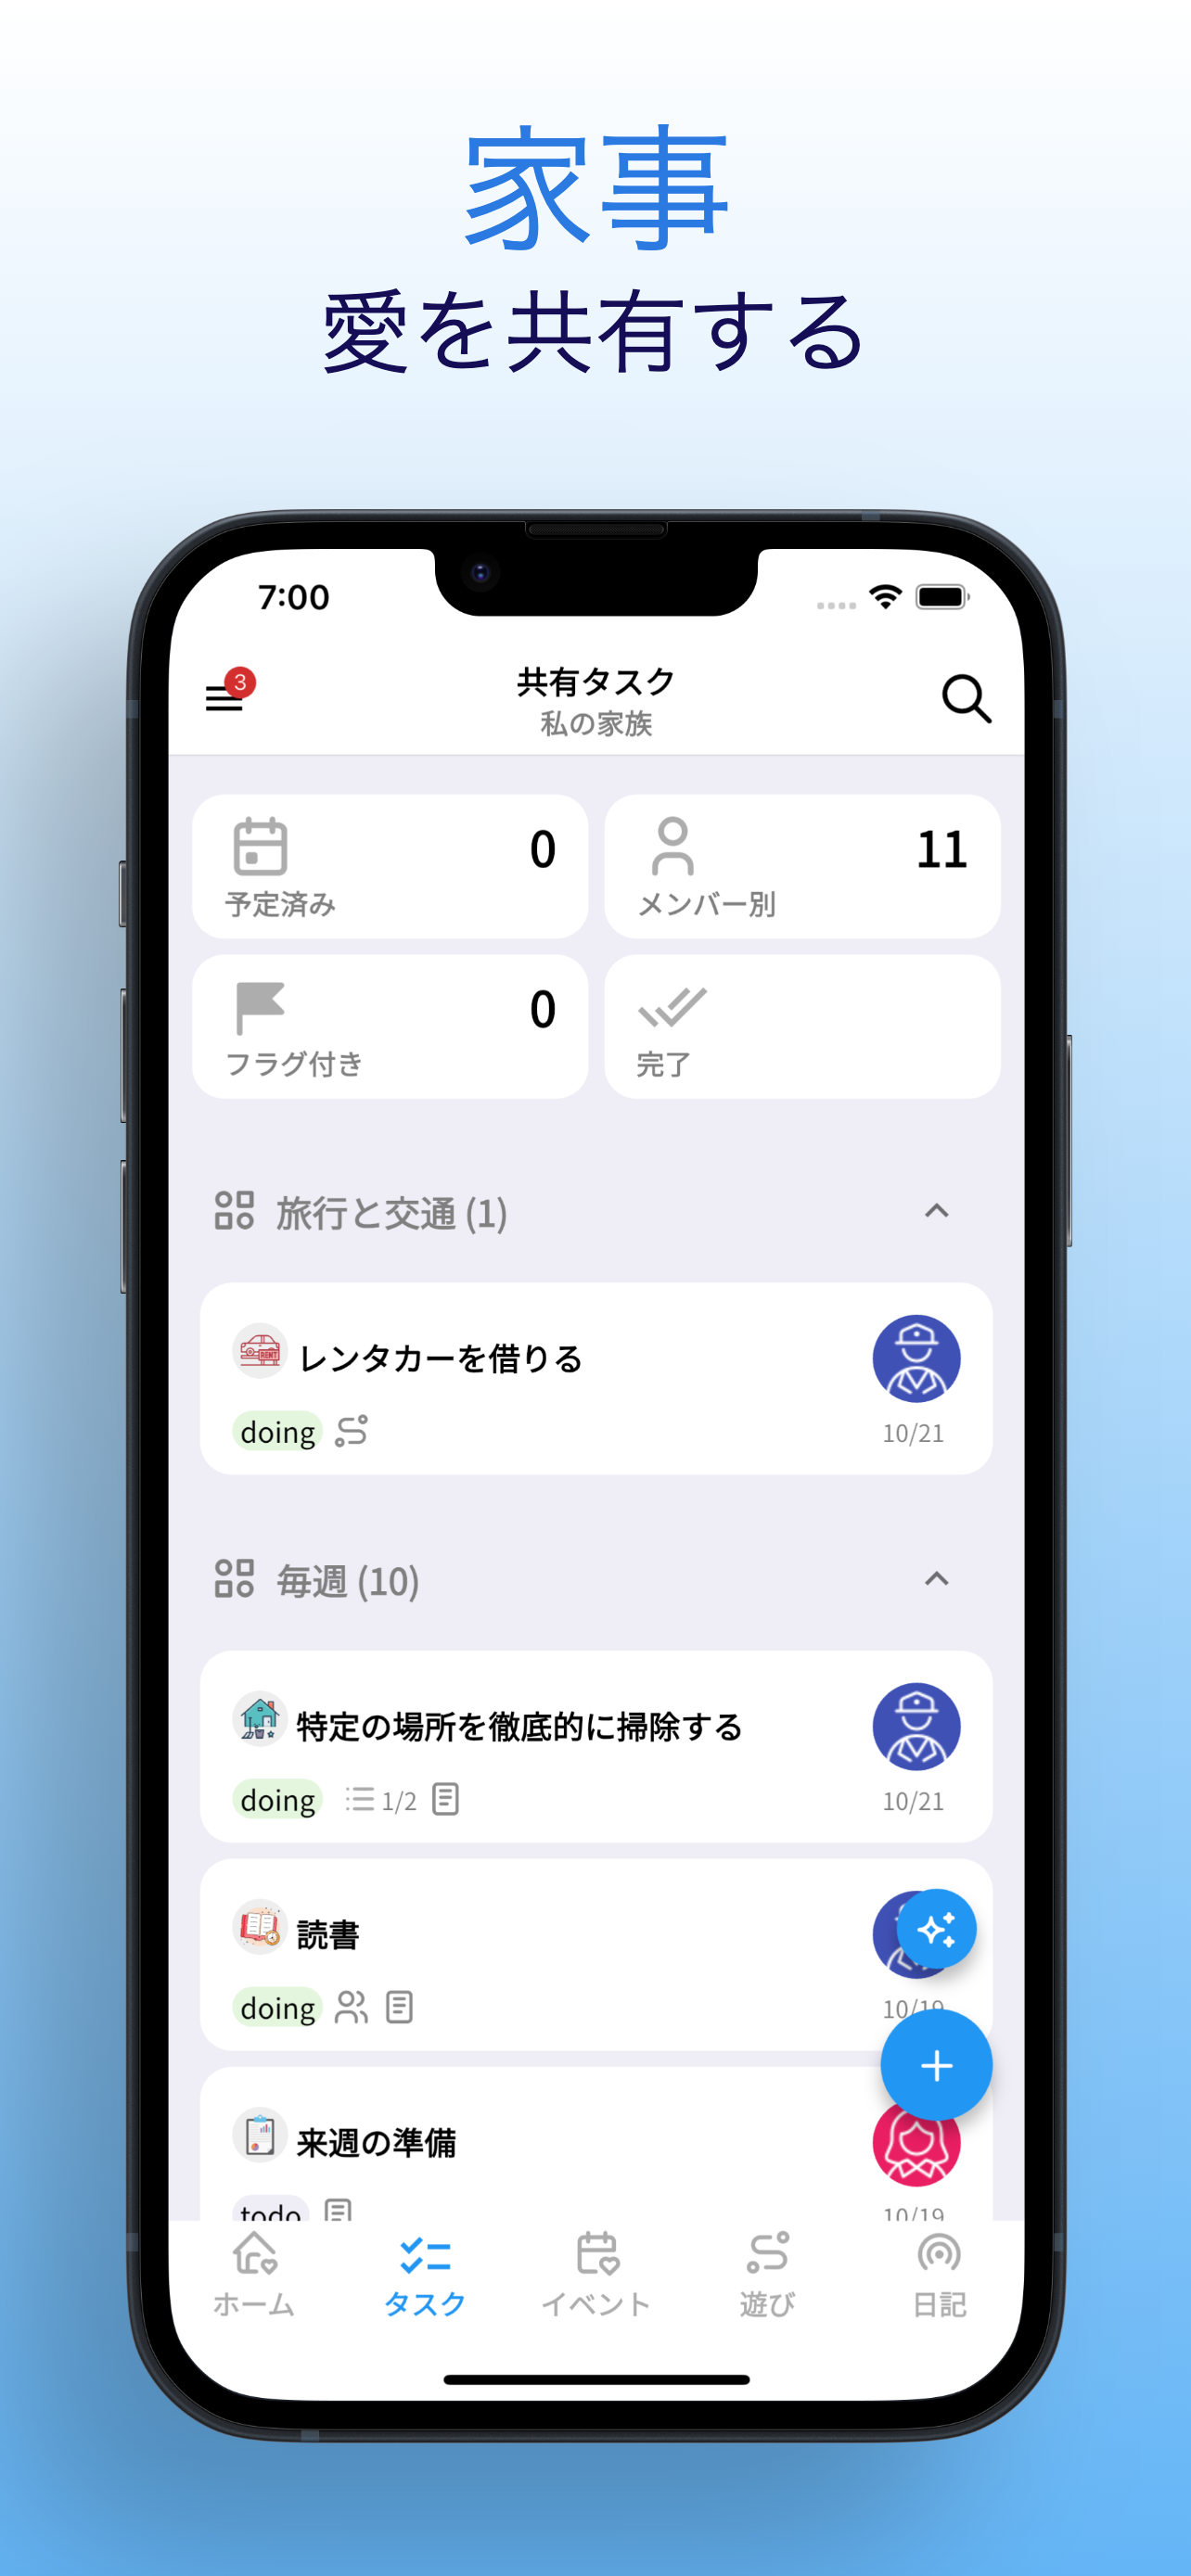 家事
愛を共有する
7:00
3
共有タスク
私の家族
0
予定済み
11
メンバー別
0
フラグ付き
完了
旅行と交通 (1)
RENT
レンタカーを借りる
doing
10/21
毎週 (10)
特定の場所を徹底的に掃除する
doing 1/2
10/21
読書
doing
10/19
来週の準備
todo
10/19
ホーム
タスク
イベント
遊び
日記